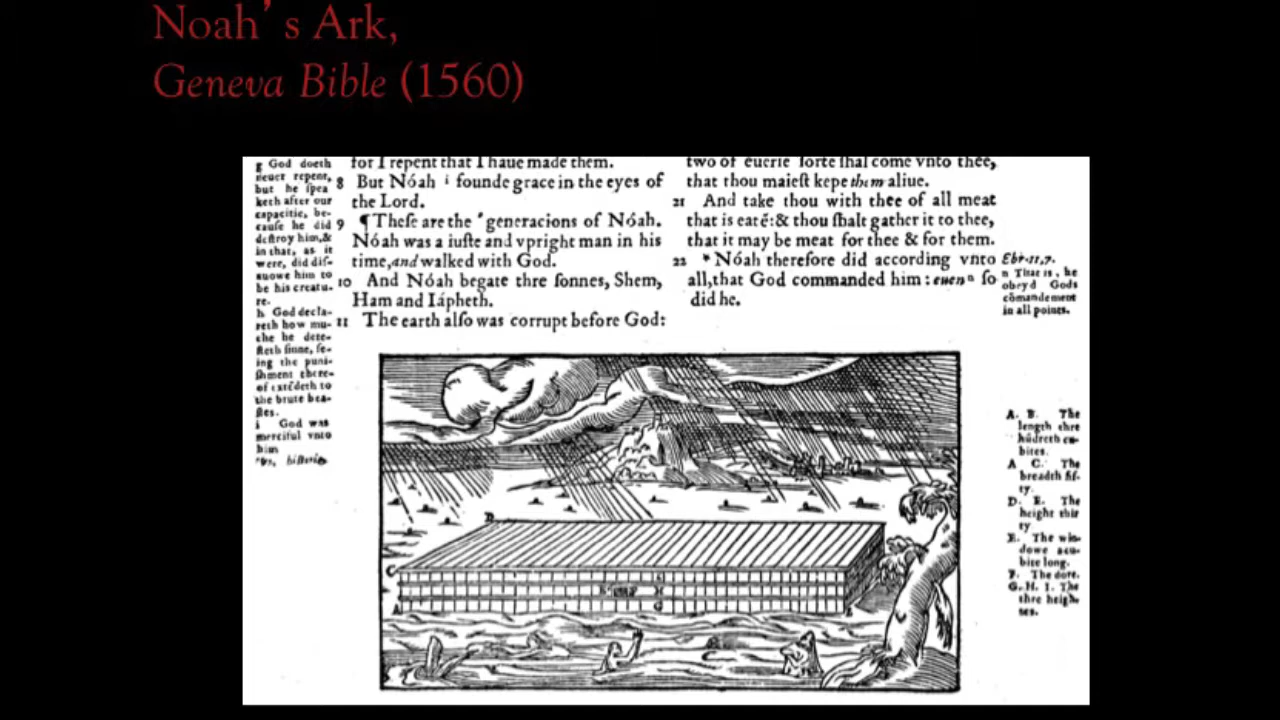 Noah's Ark,
Geneva Bible (1560)
g God doeth
neuer repent,
but he spea
keth after our
capacitie, be-
cause he did
destroy him,&
in that, as it
were, did dis-
auowe him to
be his creatu-
re.
h God decla-
reth how mu-
che he dete-
steth sinne, se-
ing the puni-
shment there-
of extēdeth to
the brute bea-
stes.
i God was
merciful vnto
him
for I repent that I haue made them.
8 But Nóah i founde grace in the eyes of
the Lord.
9 ¶Theſe are the generacions of Nóah.
Nóah was a iuſte and vpright man in his
time, and walked with God.
10 And Nóah begate thre ſonnes, Shem,
Ham and Iápheth.
11 The earth alſo was corrupt before God:
two of euerie ſorte ſhal come vnto thee,
that thou maieſt kepe them aliue.
21 And take thou with thee of all meat
that is eatē:& thou ſhalt gather it to thee,
that it may be meat for thee & for them.
22 *Nóah therefore did according vnto
all,that God commanded him: euen n ſo
did he.
Ebr.11,7.
n That is, he
obeyd Gods
cōmandement
in all points.
A. B. The
length thre
hūdreth cu-
bites.
A C. The
breadth fif-
ty.
D. E. The
height thir
ty
E. The win-
dowe a cu-
bite long.
F. The dore.
G.H. I. The
thre heigh-
tes.
D
C
A